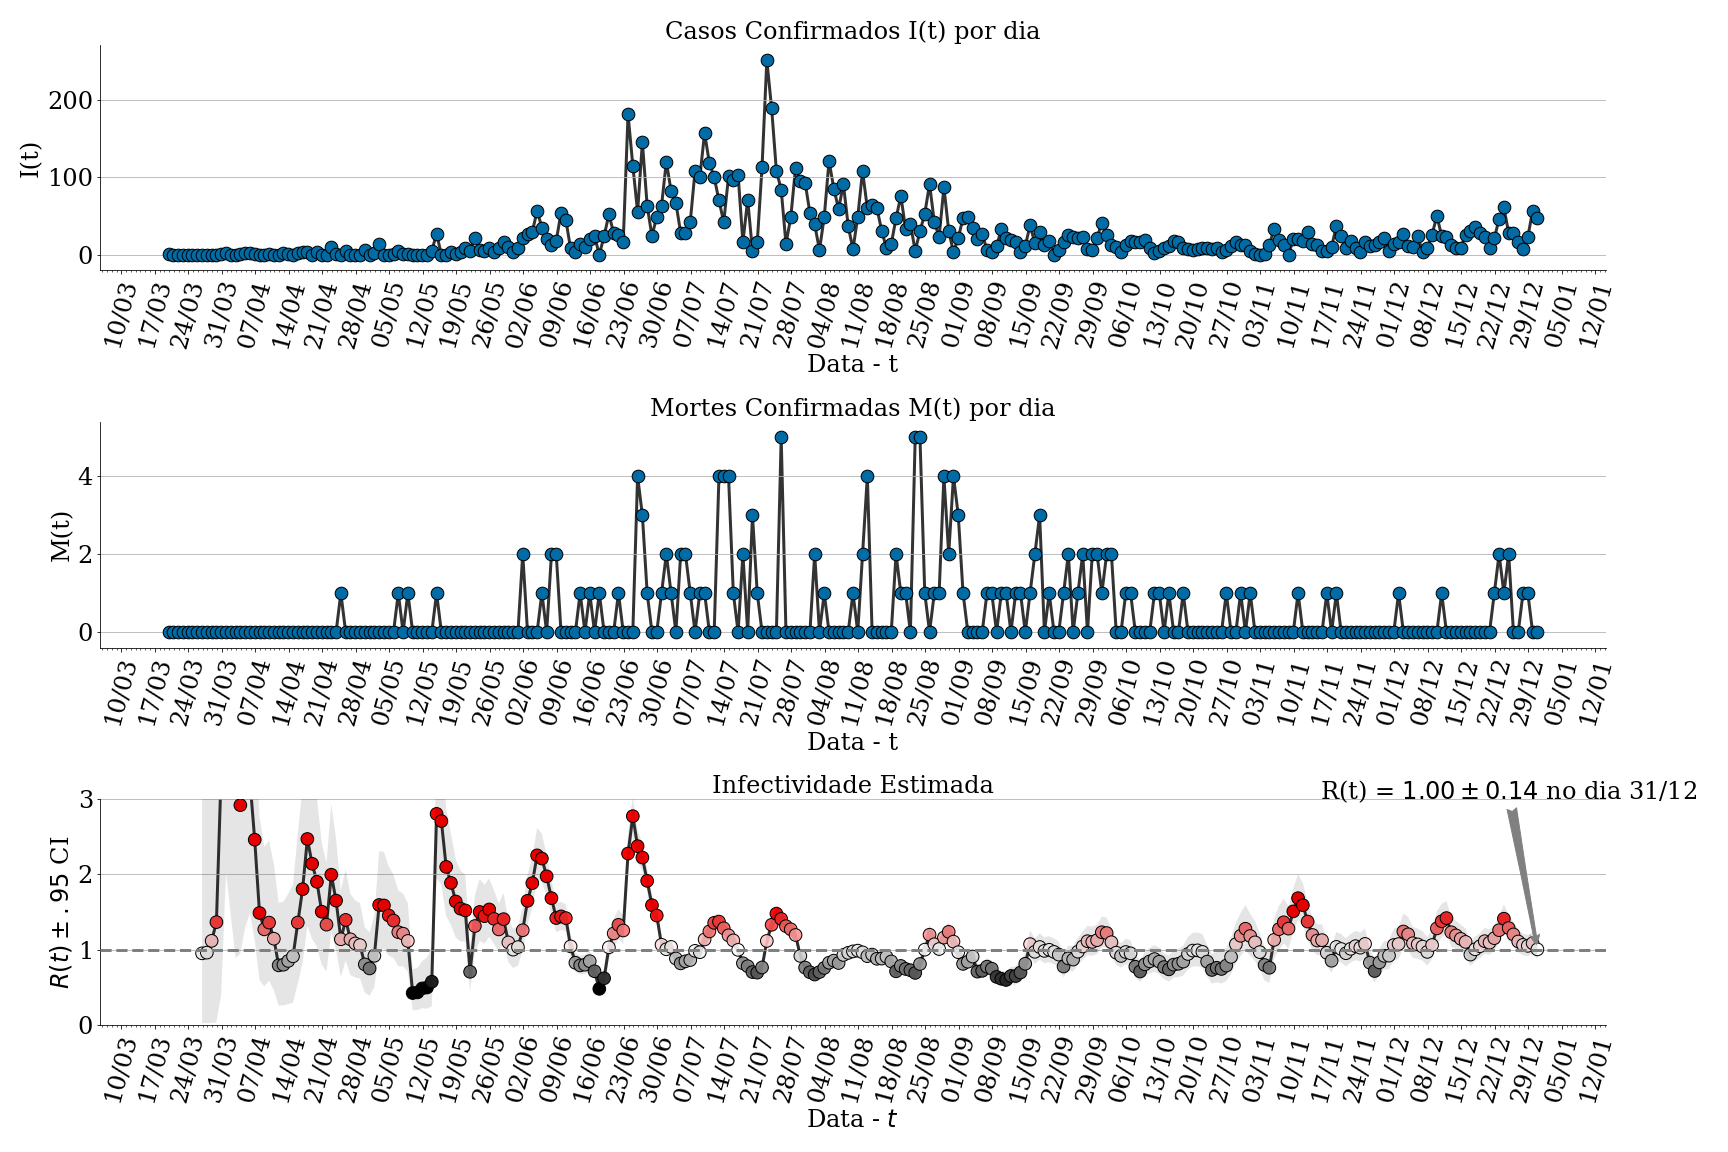 Casos Confirmados I(t) por dia
I(t)
200
100
0
10/03 17/03 24/03 31/03 07/04 14/04 21/04 28/04 05/05 12/05 19/05 26/05 02/06 09/06 16/06 23/06 30/06 07/07 14/07 21/07 28/07 04/08 11/08 18/08 25/08 01/09 08/09 15/09 22/09 29/09 06/10 13/10 20/10 27/10 03/11 10/11 17/11 24/11 01/12 08/12 15/12 22/12 29/12 05/01 12/01
Data - t
Mortes Confirmadas M(t) por dia
M(t)
4
2
0
10/03 17/03 24/03 31/03 07/04 14/04 21/04 28/04 05/05 12/05 19/05 26/05 02/06 09/06 16/06 23/06 30/06 07/07 14/07 21/07 28/07 04/08 11/08 18/08 25/08 01/09 08/09 15/09 22/09 29/09 06/10 13/10 20/10 27/10 03/11 10/11 17/11 24/11 01/12 08/12 15/12 22/12 29/12 05/01 12/01
Data - t
Infectividade Estimada
R(t) = 1.00 ± 0.14 no dia 31/12
R(t) ± .95 CI
3
2
1
0
10/03 17/03 24/03 31/03 07/04 14/04 21/04 28/04 05/05 12/05 19/05 26/05 02/06 09/06 16/06 23/06 30/06 07/07 14/07 21/07 28/07 04/08 11/08 18/08 25/08 01/09 08/09 15/09 22/09 29/09 06/10 13/10 20/10 27/10 03/11 10/11 17/11 24/11 01/12 08/12 15/12 22/12 29/12 05/01 12/01
Data - t